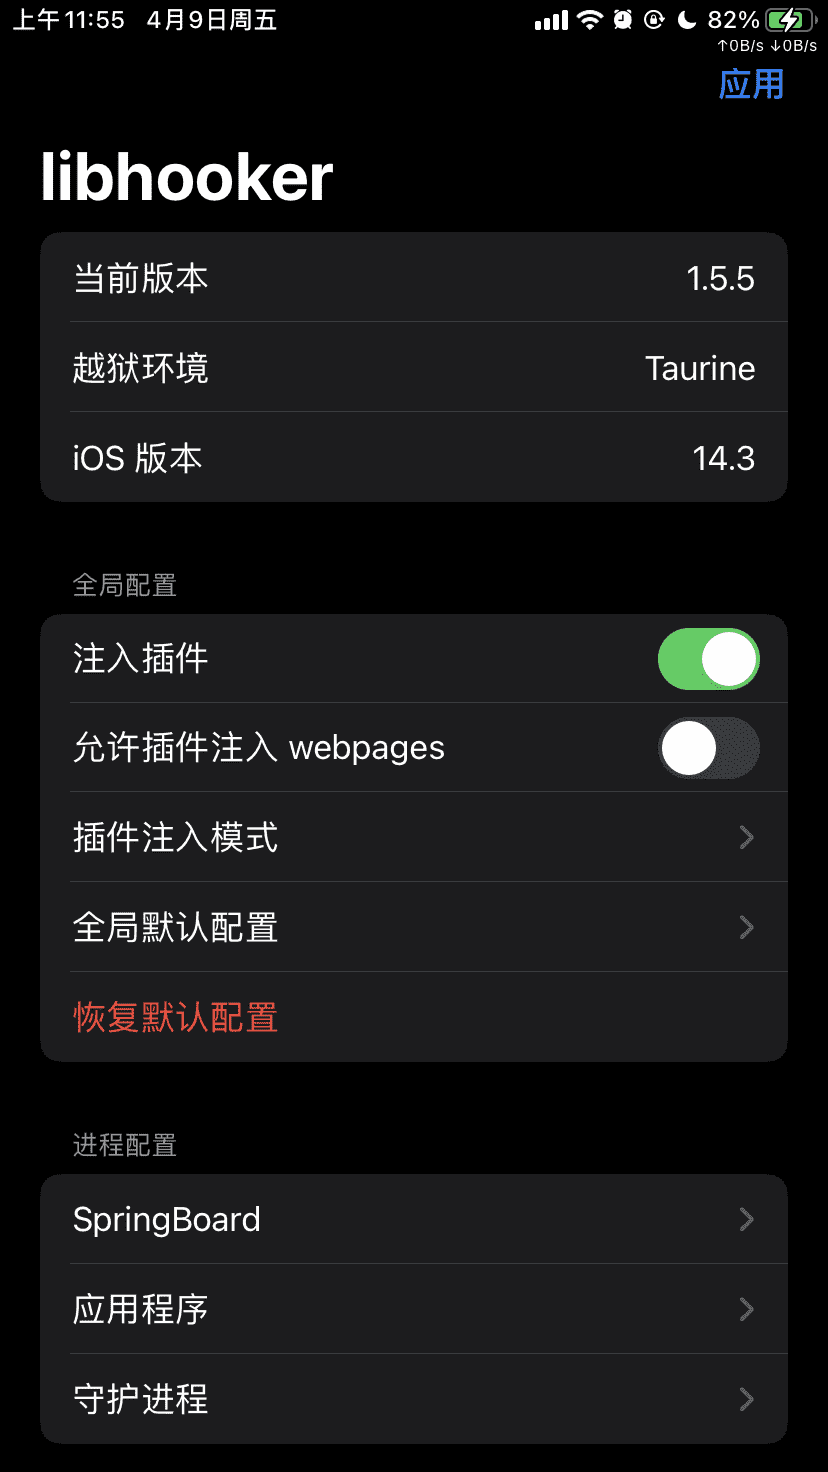 上午11:55 4月9日周五 82%
↑0B/s ↓0B/s
应用
libhooker
当前版本 1.5.5
越狱环境 Taurine
iOS 版本 14.3
全局配置
注入插件
允许插件注入 webpages
插件注入模式
全局默认配置
恢复默认配置
进程配置
SpringBoard
应用程序
守护进程